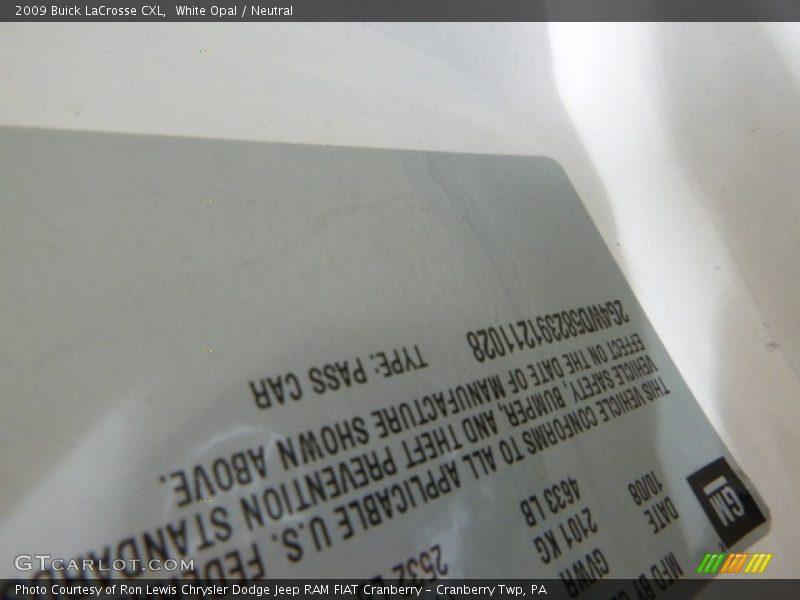 2009 Buick LaCrosse CXL, White Opal / Neutral
MFD BY
DATE GVWR
10/08 2101 KG
4633 LB 2532
THIS VEHICLE CONFORMS TO ALL APPLICABLE U.S.
VEHICLE SAFETY, BUMPER, AND THEFT PREVENTION STANDARDS
EFFECT ON THE DATE OF MANUFACTURE SHOWN ABOVE.
2G4WD582391211028 TYPE: PASS CAR
GM
GTCARLOT.COM
Photo Courtesy of Ron Lewis Chrysler Dodge Jeep RAM FIAT Cranberry – Cranberry Twp, PA